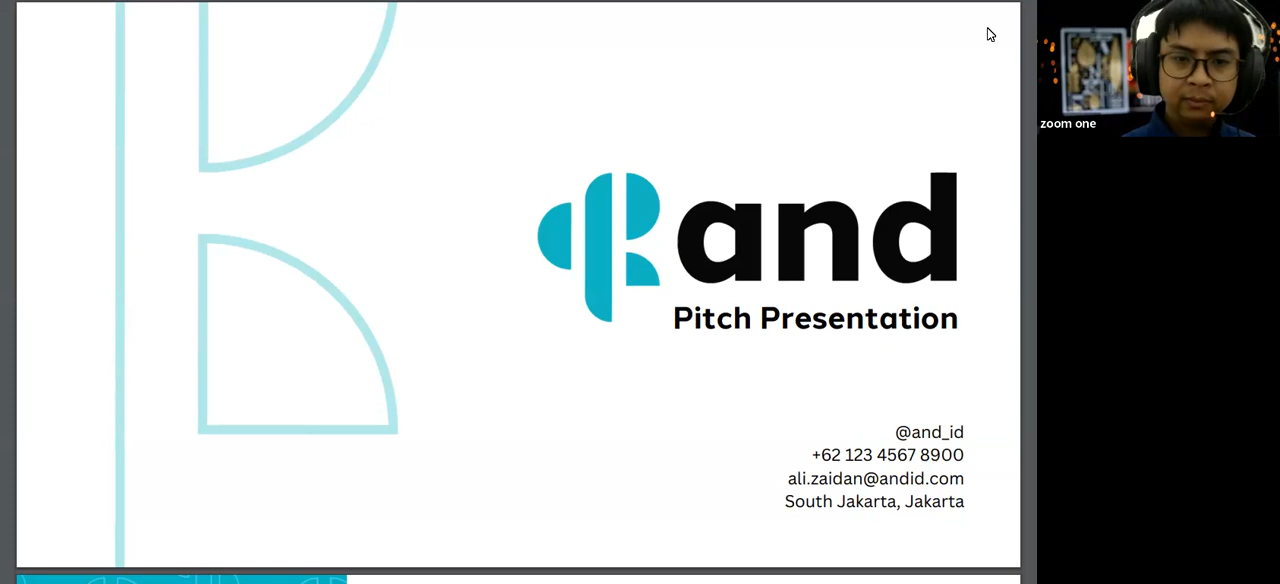 and
Pitch Presentation
@and_id
+62 123 4567 8900
ali.zaidan@andid.com
South Jakarta, Jakarta
zoom one